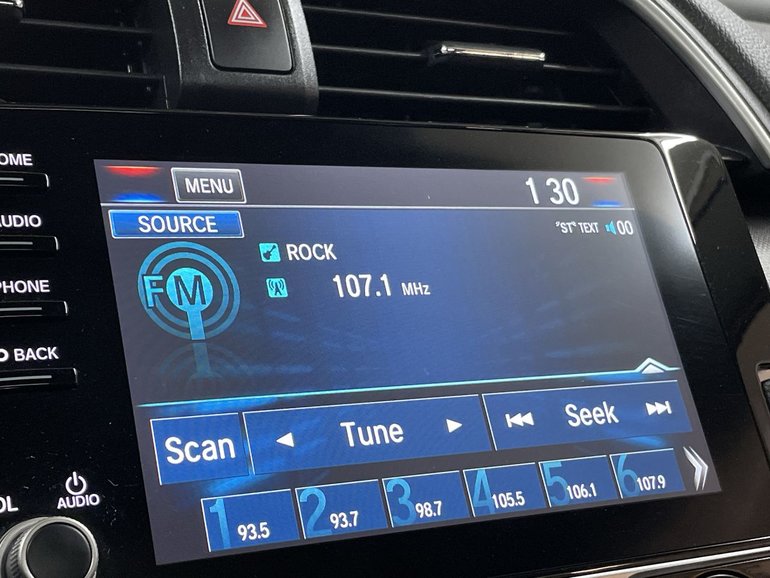 OME
AUDIO
PHONE
BACK
OL
AUDIO
MENU
1 30
SOURCE
"ST" TEXT 00
FM
ROCK
107.1 MHz
Scan
Tune
Seek
1 93.5
2 93.7
3 98.7
4 105.5
5 106.1
6 107.9